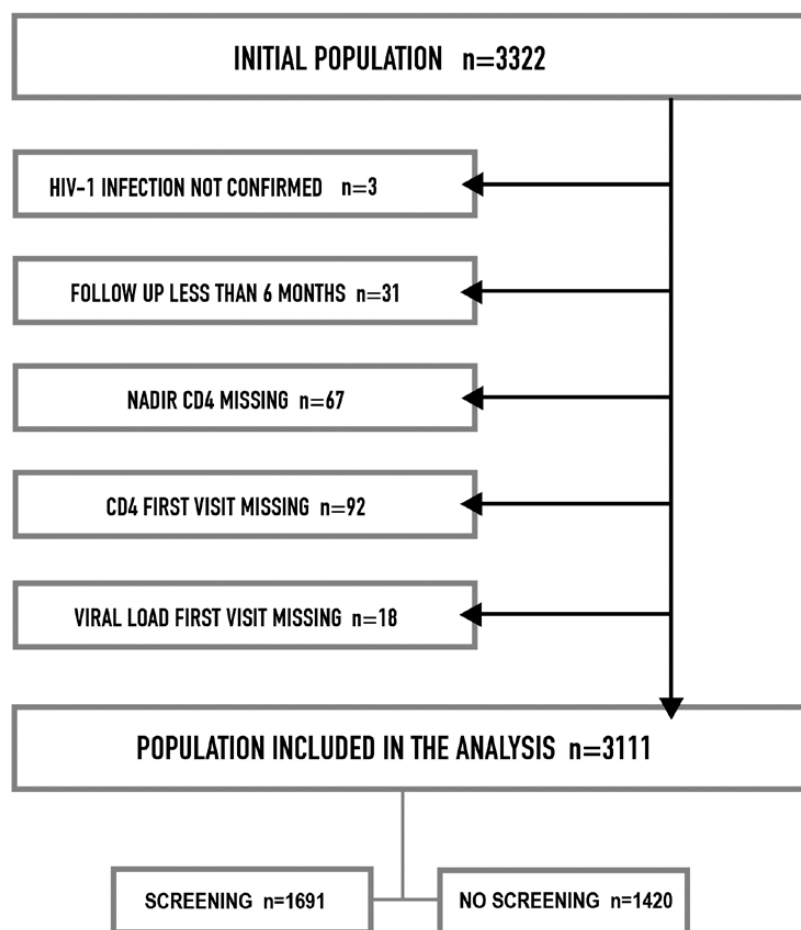 INITIAL POPULATION n=3322
HIV-1 INFECTION NOT CONFIRMED n=3
FOLLOW UP LESS THAN 6 MONTHS n=31
NADIR CD4 MISSING n=67
CD4 FIRST VISIT MISSING n=92
VIRAL LOAD FIRST VISIT MISSING n=18
POPULATION INCLUDED IN THE ANALYSIS n=3111
SCREENING n=1691
NO SCREENING n=1420